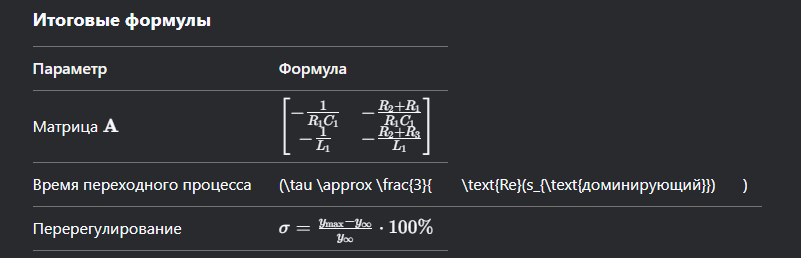 Итоговые формулы
Параметр Формула
Матрица A [ -1/(R₁C₁) -(R₂+R₁)/(R₁C₁) ; -1/L₁ -(R₂+R₃)/L₁ ]
Время переходного процесса (\tau \approx \frac{3}{ \text{Re}(s_{\text{доминирующий}}) )
Перерегулирование σ = (y_max−y_∞)/y_∞ · 100%